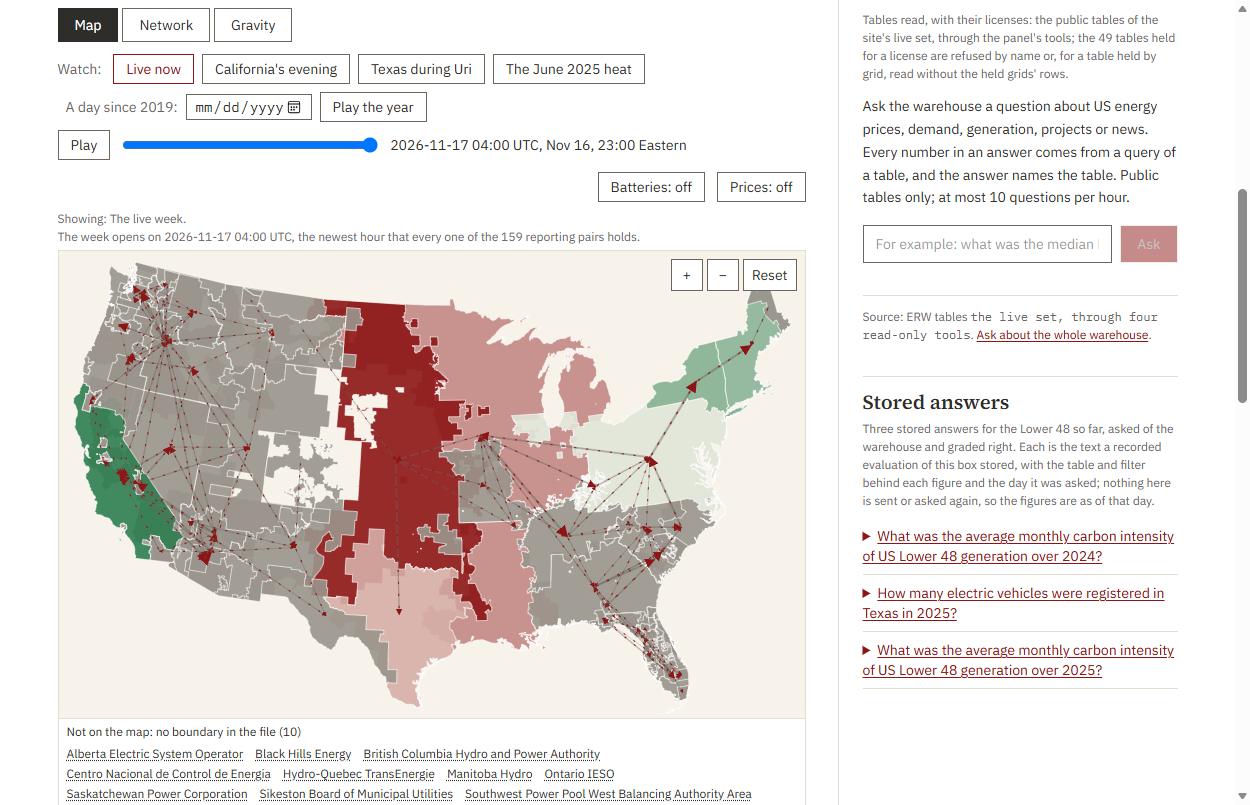 Map
Network
Gravity
Watch:
Live now
California's evening
Texas during Uri
The June 2025 heat
A day since 2019:
mm/dd/yyyy
Play the year
Play
2026-11-17 04:00 UTC, Nov 16, 23:00 Eastern
Batteries: off
Prices: off
Showing: The live week.
The week opens on 2026-11-17 04:00 UTC, the newest hour that every one of the 159 reporting pairs holds.
+
−
Reset
Not on the map: no boundary in the file (10)
Alberta Electric System Operator
Black Hills Energy
British Columbia Hydro and Power Authority
Centro Nacional de Control de Energia
Hydro-Quebec TransEnergie
Manitoba Hydro
Ontario IESO
Saskatchewan Power Corporation
Sikeston Board of Municipal Utilities
Southwest Power Pool West Balancing Authority Area
Tables read, with their licenses: the public tables of the
site's live set, through the panel's tools; the 49 tables held
for a license are refused by name or, for a table held by
grid, read without the held grids' rows.
Ask the warehouse a question about US energy
prices, demand, generation, projects or news.
Every number in an answer comes from a query of
a table, and the answer names the table. Public
tables only; at most 10 questions per hour.
For example: what was the median
Ask
Source: ERW tables the live set, through four
read-only tools. Ask about the whole warehouse.
Stored answers
Three stored answers for the Lower 48 so far, asked of the
warehouse and graded right. Each is the text a recorded
evaluation of this box stored, with the table and filter
behind each figure and the day it was asked; nothing here
is sent or asked again, so the figures are as of that day.
What was the average monthly carbon intensity
of US Lower 48 generation over 2024?
How many electric vehicles were registered in
Texas in 2025?
What was the average monthly carbon intensity
of US Lower 48 generation over 2025?